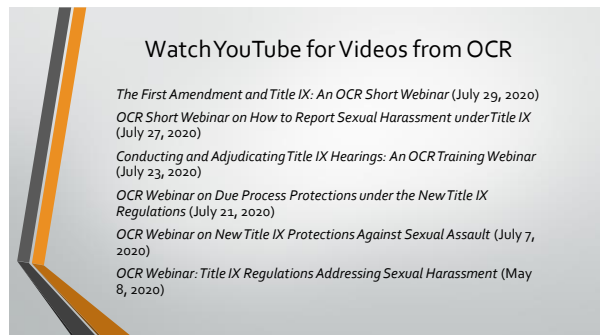 Watch YouTube for Videos from OCR
The First Amendment and Title IX: An OCR Short Webinar (July 29, 2020)
OCR Short Webinar on How to Report Sexual Harassment under Title IX
(July 27, 2020)
Conducting and Adjudicating Title IX Hearings: An OCR Training Webinar
(July 23, 2020)
OCR Webinar on Due Process Protections under the New Title IX
Regulations (July 21, 2020)
OCR Webinar on New Title IX Protections Against Sexual Assault (July 7,
2020)
OCR Webinar: Title IX Regulations Addressing Sexual Harassment (May
8, 2020)